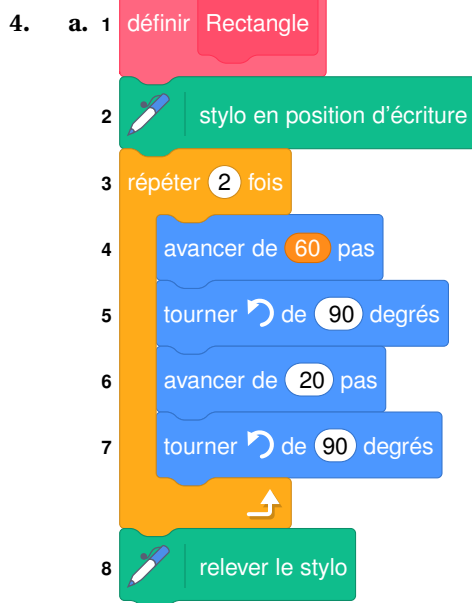 4. a. 1 définir Rectangle
2 stylo en position d'écriture
3 répéter 2 fois
4 avancer de 60 pas
5 tourner de 90 degrés
6 avancer de 20 pas
7 tourner de 90 degrés
8 relever le stylo